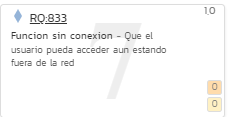 1,0
RQ:833
Funcion sin conexion - Que el
usuario pueda acceder aun estando
fuera de la red
7
0
0